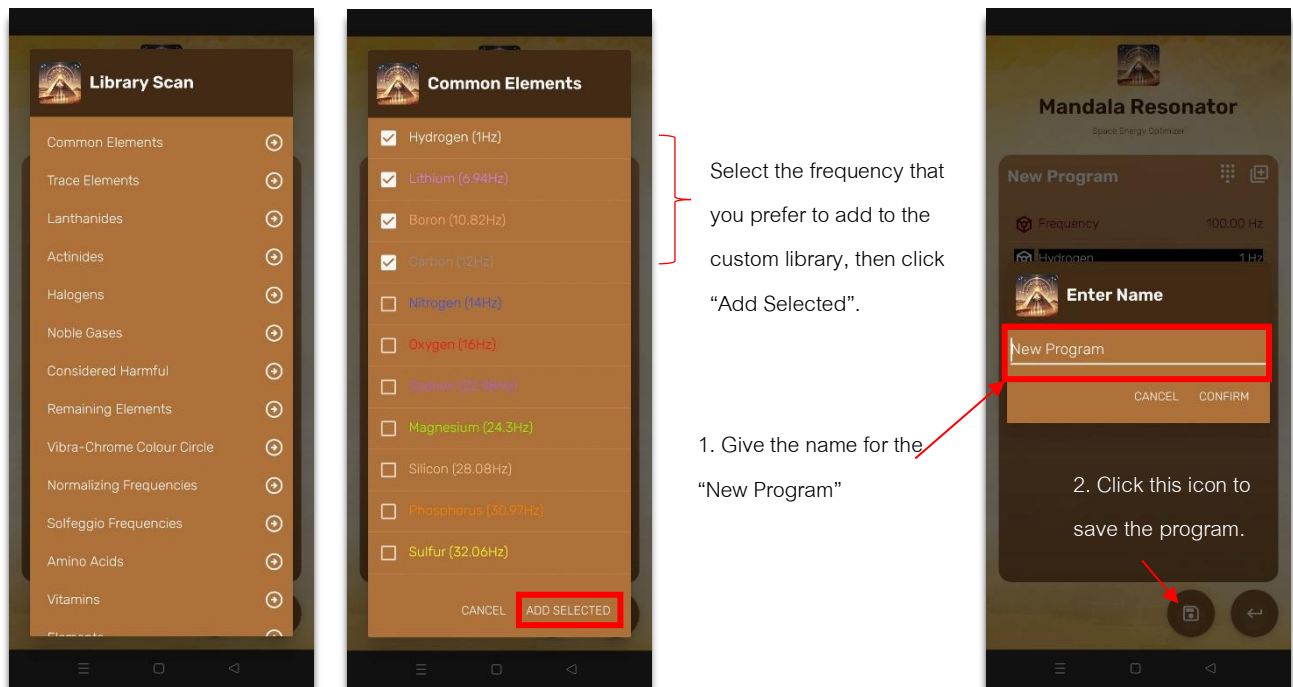 Library Scan
Common Elements
Trace Elements
Lanthanides
Actinides
Halogens
Noble Gases
Considered Harmful
Remaining Elements
Vibra-Chrome Colour Circle
Normalizing Frequencies
Solfeggio Frequencies
Amino Acids
Vitamins
Elements
Common Elements
Hydrogen (1Hz)
Lithium (6.94Hz)
Boron (10.82Hz)
Carbon (12Hz)
Nitrogen (14Hz)
Oxygen (16Hz)
Sodium (22.98Hz)
Magnesium (24.3Hz)
Silicon (28.08Hz)
Phosphorus (30.97Hz)
Sulfur (32.06Hz)
CANCEL ADD SELECTED
Select the frequency that
you prefer to add to the
custom library, then click
“Add Selected”.
1. Give the name for the
“New Program”
Mandala Resonator
Space Energy Optimizer
New Program
Frequency 100.00 Hz
Hydrogen 1 Hz
Enter Name
New Program
CANCEL CONFIRM
2. Click this icon to
save the program.